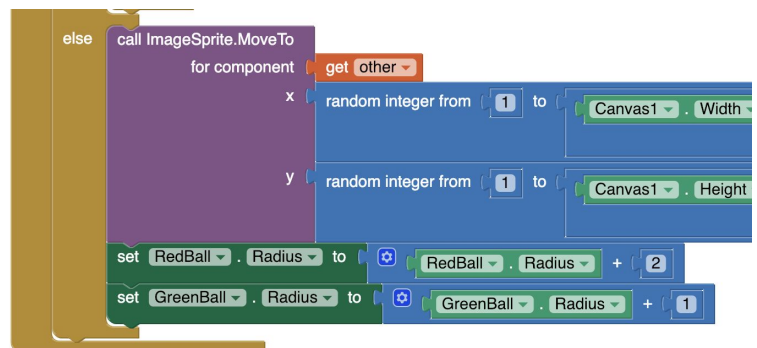 else call ImageSprite.MoveTo
for component get other
x random integer from 1 to Canvas1 . Width
y random integer from 1 to Canvas1 . Height
set RedBall . Radius to RedBall . Radius + 2
set GreenBall . Radius to GreenBall . Radius + 1